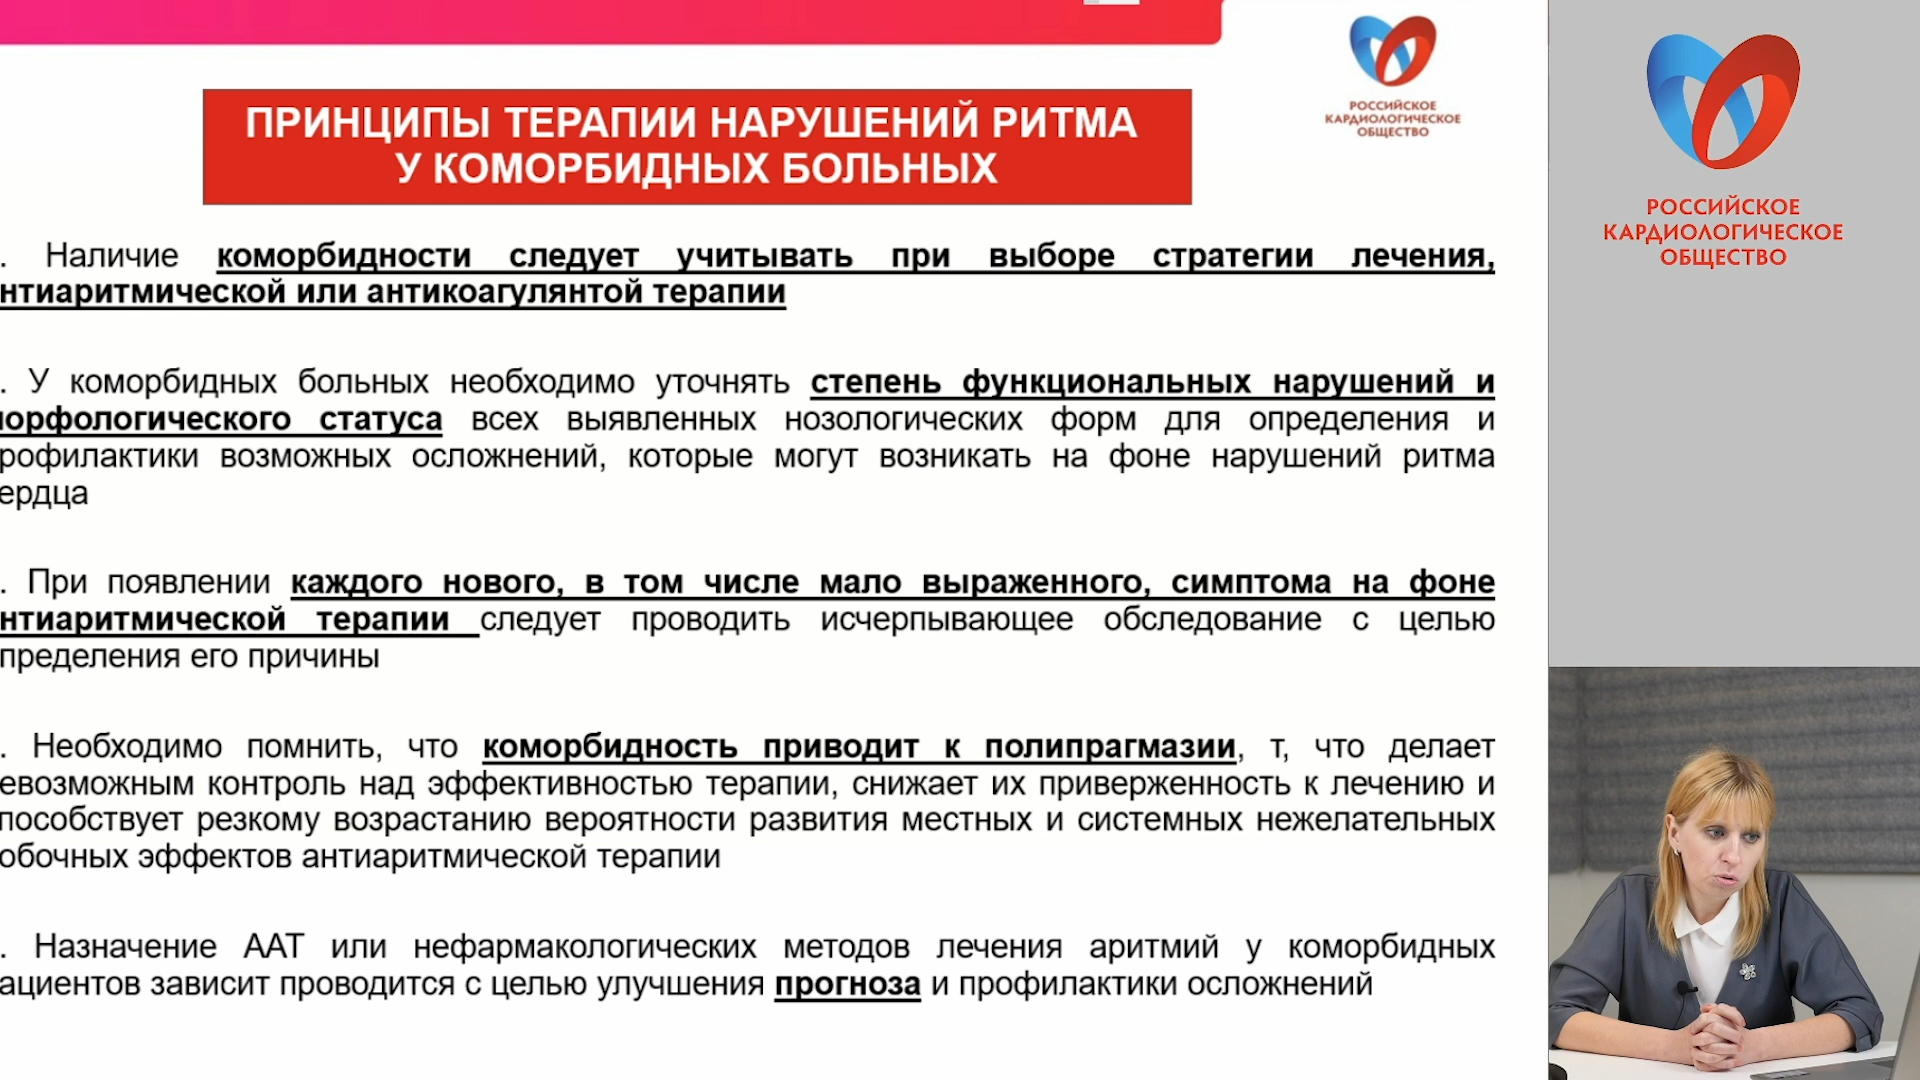 ПРИНЦИПЫ ТЕРАПИИ НАРУШЕНИЙ РИТМА
У КОМОРБИДНЫХ БОЛЬНЫХ
РОССИЙСКОЕ
КАРДИОЛОГИЧЕСКОЕ
ОБЩЕСТВО
. Наличие коморбидности следует учитывать при выборе стратегии лечения,
нтиаритмической или антикоагулянтой терапии
. У коморбидных больных необходимо уточнять степень функциональных нарушений и
орфологического статуса всех выявленных нозологических форм для определения и
рофилактики возможных осложнений, которые могут возникать на фоне нарушений ритма
ердца
. При появлении каждого нового, в том числе мало выраженного, симптома на фоне
нтиаритмической терапии следует проводить исчерпывающее обследование с целью
пределения его причины
. Необходимо помнить, что коморбидность приводит к полипрагмазии, т, что делает
евозможным контроль над эффективностью терапии, снижает их приверженность к лечению и
пособствует резкому возрастанию вероятности развития местных и системных нежелательных
обочных эффектов антиаритмической терапии
. Назначение ААТ или нефармакологических методов лечения аритмий у коморбидных
ациентов зависит проводится с целью улучшения прогноза и профилактики осложнений
РОССИЙСКОЕ
КАРДИОЛОГИЧЕСКОЕ
ОБЩЕСТВО